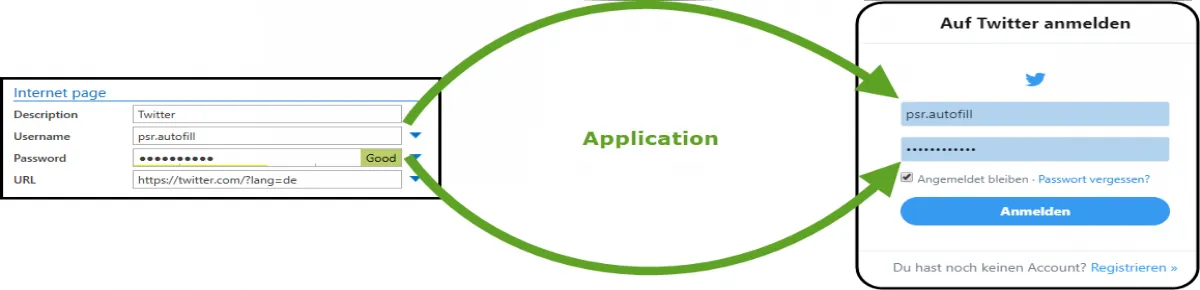 Internet page
Description Twitter
Username psr.autofill
Password •••••••••• Good
URL https://twitter.com/?lang=de
Application
Auf Twitter anmelden
psr.autofill
••••••••••••
Angemeldet bleiben · Passwort vergessen?
Anmelden
Du hast noch keinen Account? Registrieren »